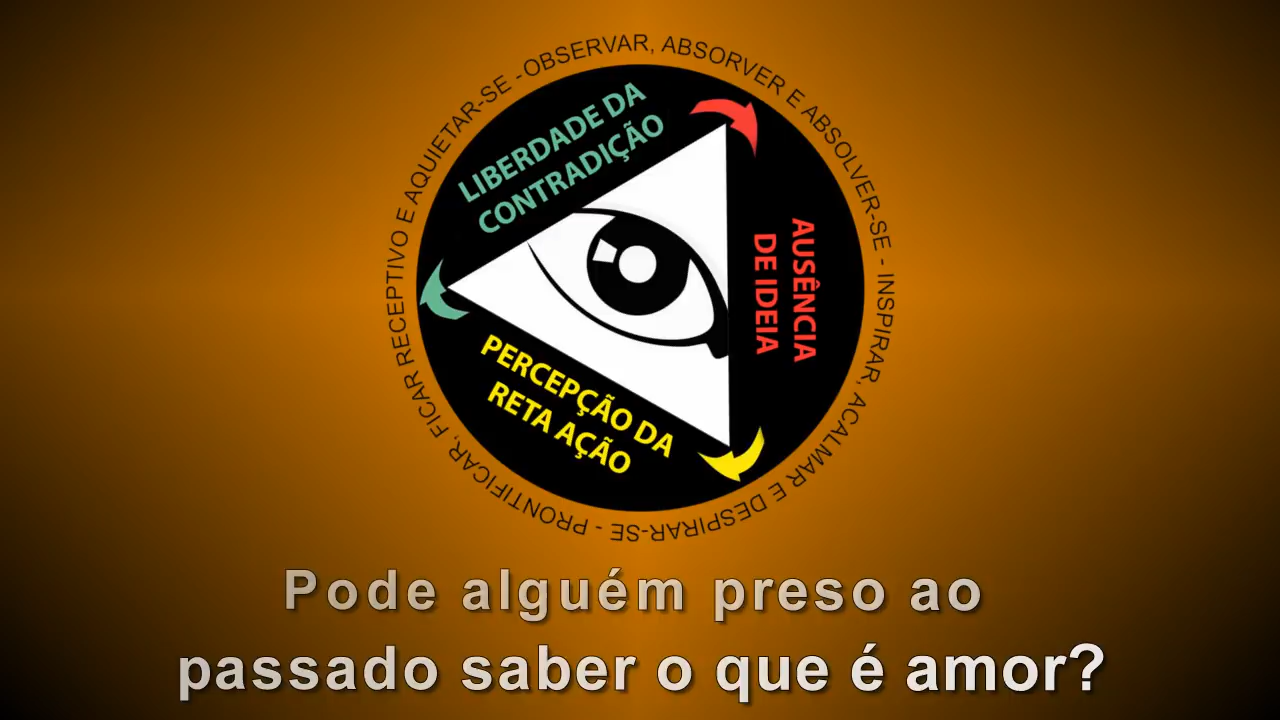 OBSERVAR, ABSORVER E ABSOLVER-SE - INSPIRAR, ACALMAR E DESPIRAR-SE - PRONTIFICAR, FICAR RECEPTIVO E AQUIETAR-SE -
LIBERDADE DA
CONTRADIÇÃO
AUSÊNCIA
DE IDEIA
PERCEPÇÃO DA
RETA AÇÃO
Pode alguém preso ao
passado saber o que é amor?